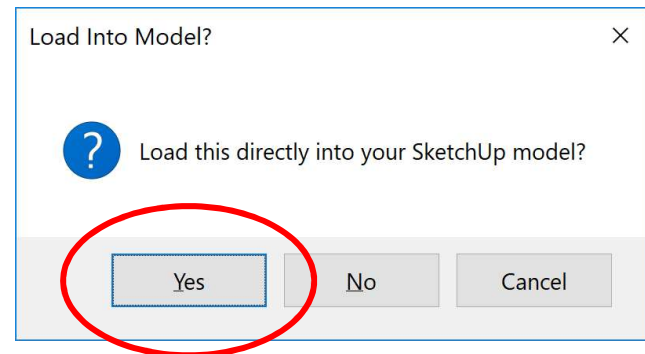 Load Into Model?
Load this directly into your SketchUp model?
Yes No Cancel